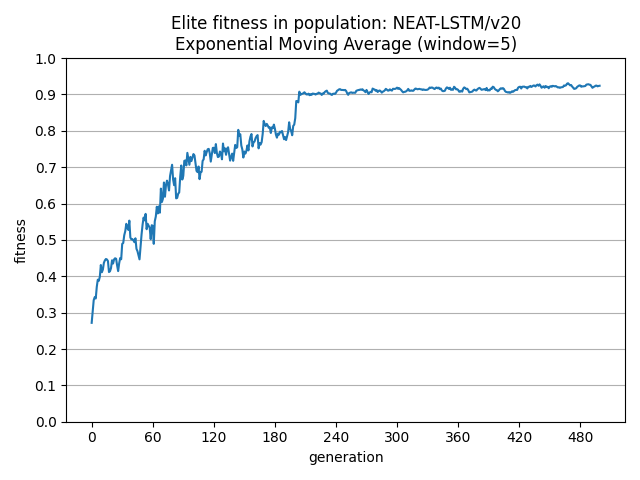 Elite fitness in population: NEAT-LSTM/v20
Exponential Moving Average (window=5)
1.0
0.9
0.8
0.7
0.6
0.5
0.4
0.3
0.2
0.1
0.0
fitness
0 60 120 180 240 300 360 420 480
generation